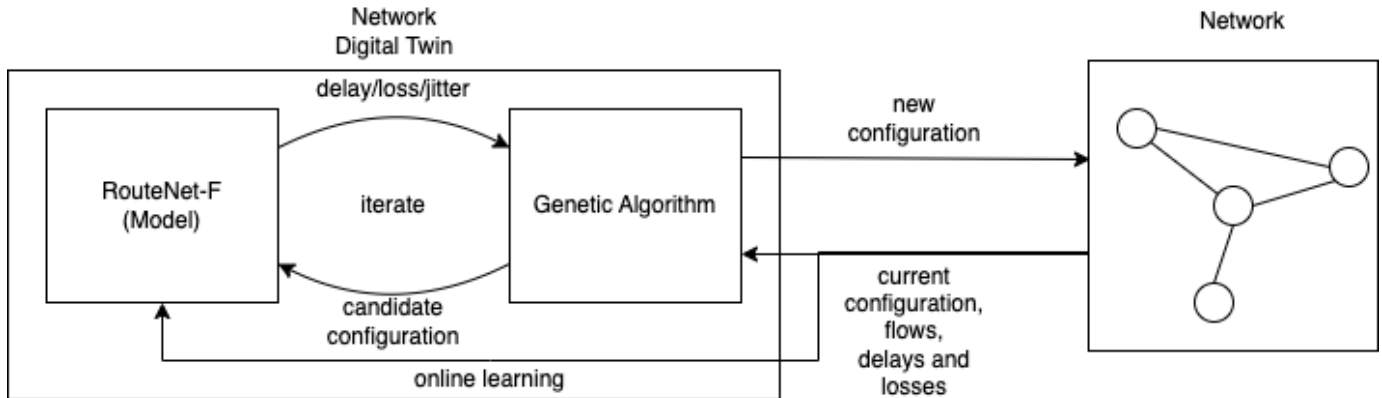 Network
Digital Twin
Network
delay/loss/jitter
RouteNet-F
(Model)
iterate
Genetic Algorithm
candidate
configuration
online learning
new
configuration
current
configuration,
flows,
delays and
losses